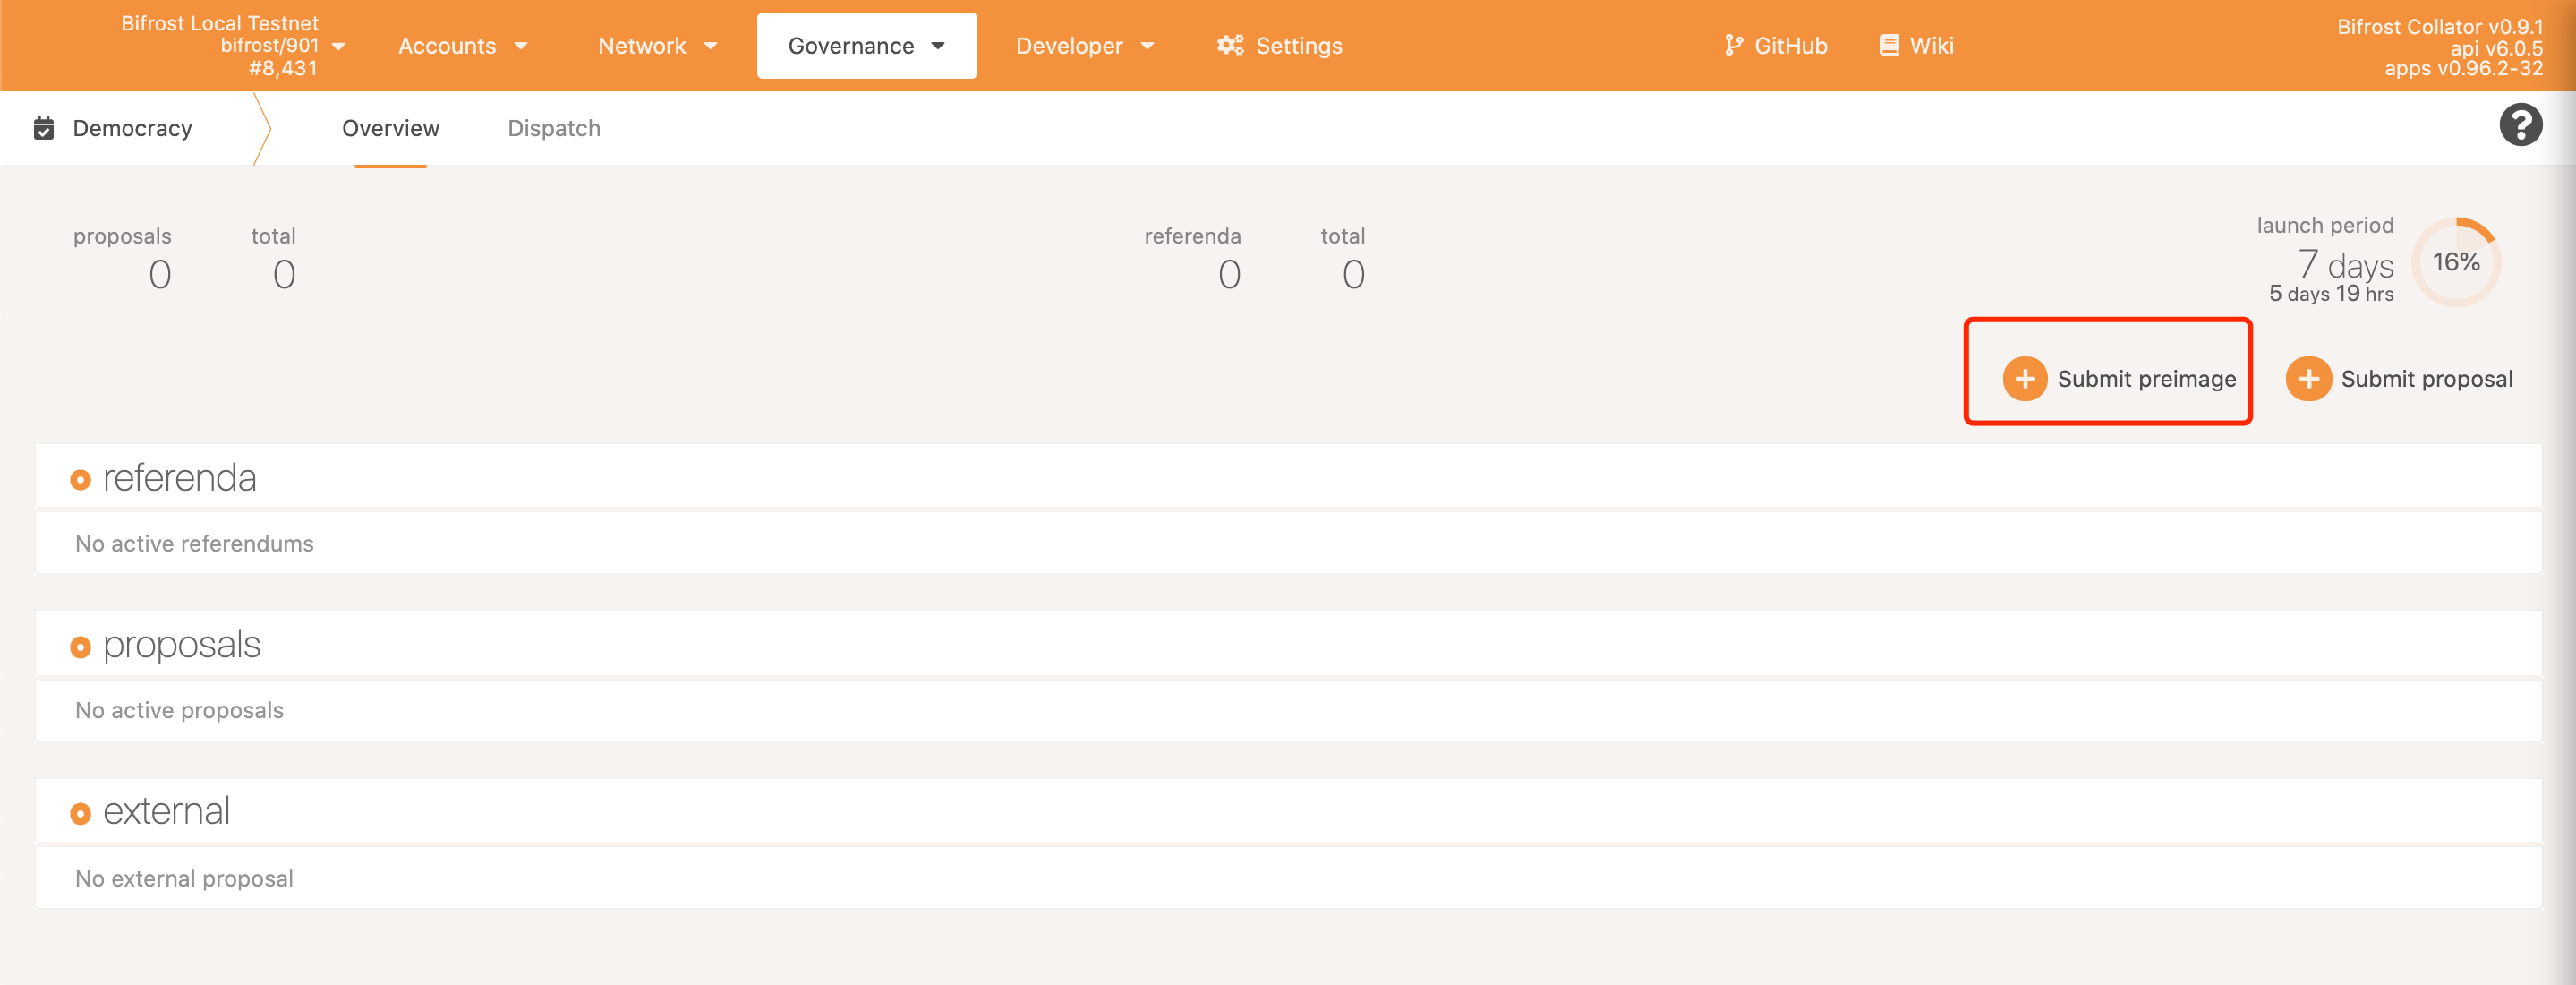 Bifrost Local Testnet
bifrost/901
#8,431
Accounts
Network
Governance
Developer
Settings
GitHub
Wiki
Bifrost Collator v0.9.1
api v6.0.5
apps v0.96.2-32
Democracy
Overview
Dispatch
?
proposals
0
total
0
referenda
0
total
0
launch period
7 days
5 days 19 hrs
16%
Submit preimage
Submit proposal
referenda
No active referendums
proposals
No active proposals
external
No external proposal